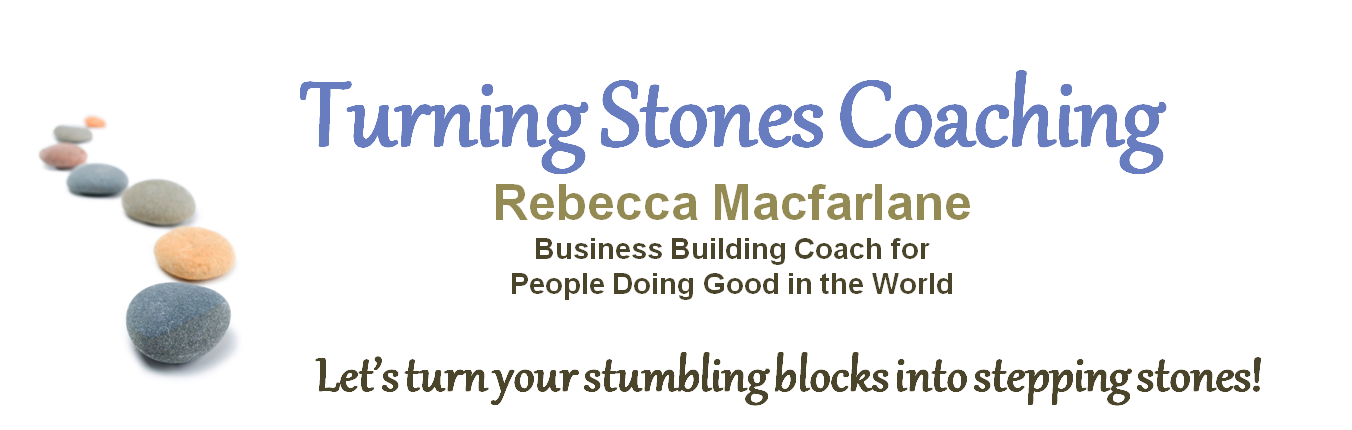 Turning Stones Coaching
Rebecca Macfarlane
Business Building Coach for
People Doing Good in the World
Let's turn your stumbling blocks into stepping stones!